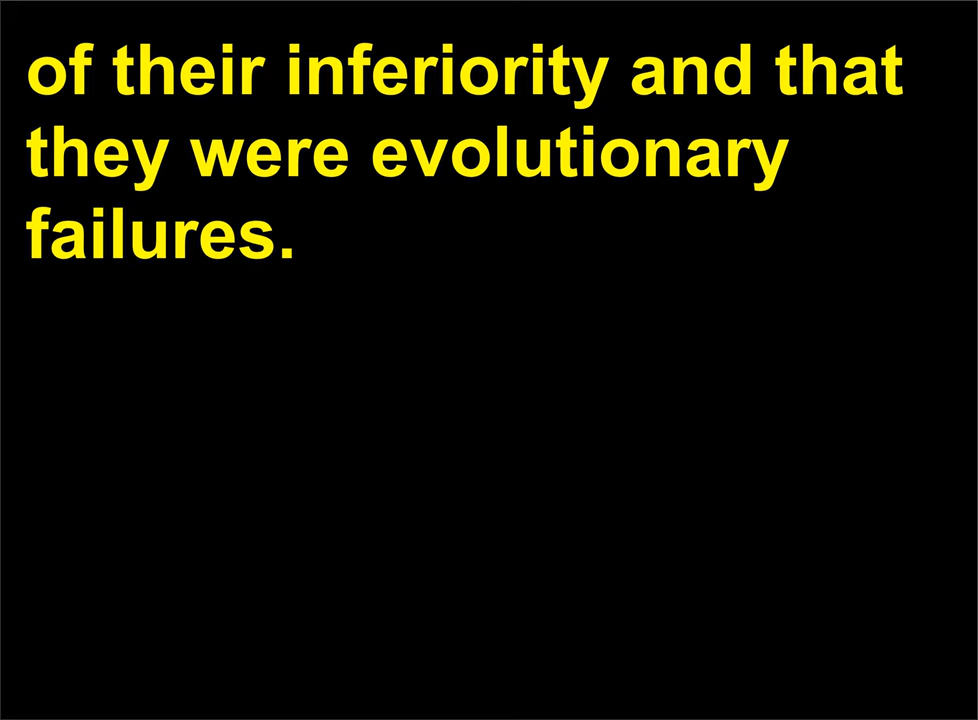 of their inferiority and that
they were evolutionary
failures.